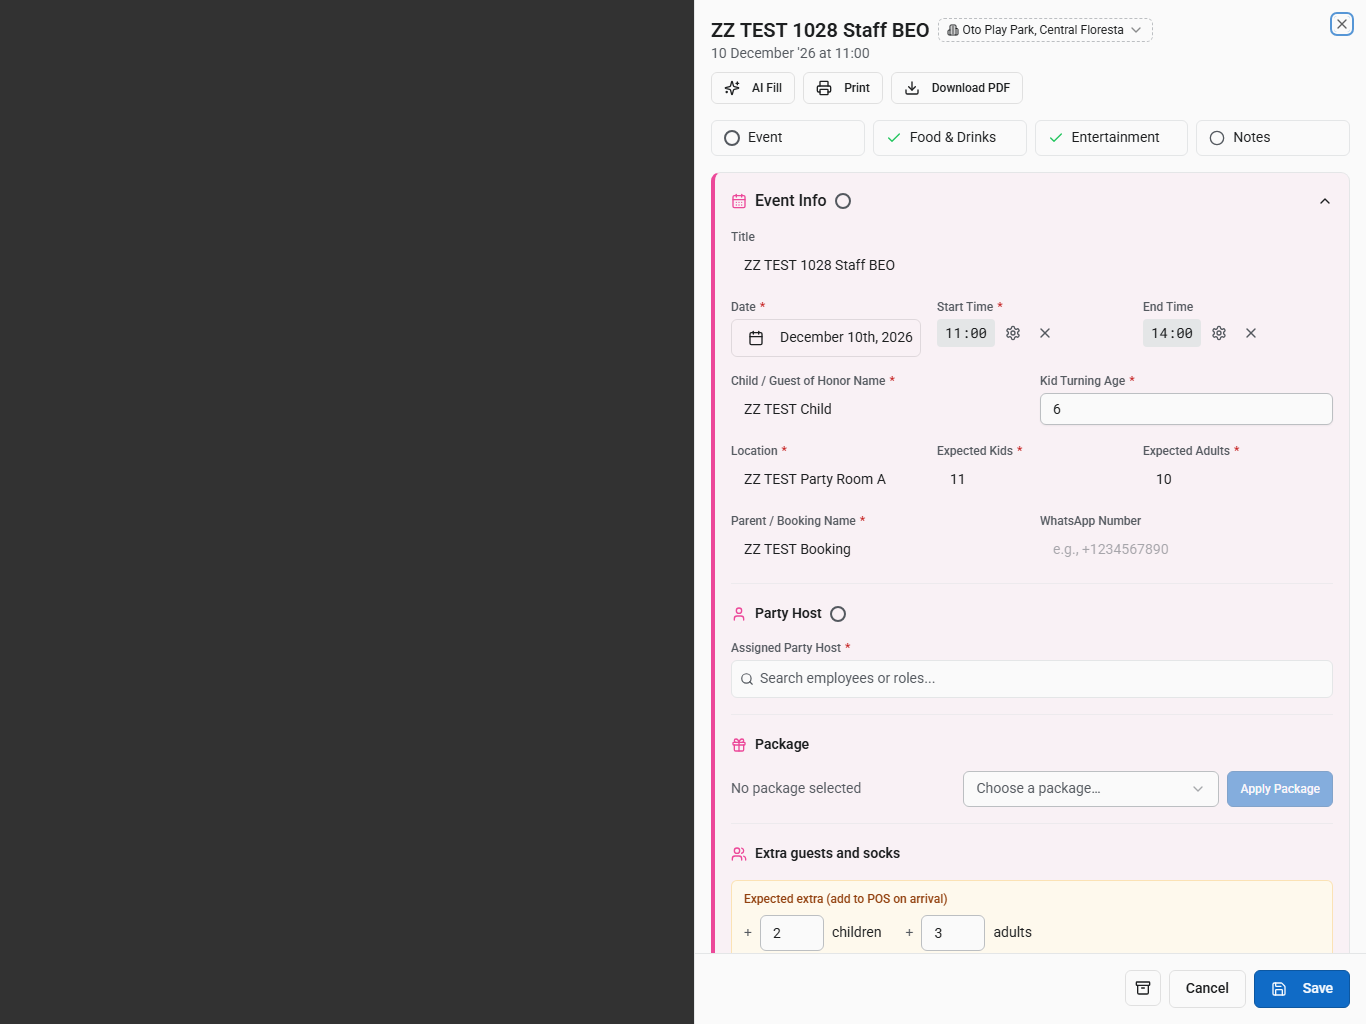 ZZ TEST 1028 Staff BEO
Oto Play Park, Central Floresta
10 December '26 at 11:00
AI Fill
Print
Download PDF
Event
Food & Drinks
Entertainment
Notes
Event Info
Title
ZZ TEST 1028 Staff BEO
Date *
Start Time *
End Time
December 10th, 2026
11:00
14:00
Child / Guest of Honor Name *
Kid Turning Age *
ZZ TEST Child
6
Location *
Expected Kids *
Expected Adults *
ZZ TEST Party Room A
11
10
Parent / Booking Name *
WhatsApp Number
ZZ TEST Booking
e.g., +1234567890
Party Host
Assigned Party Host *
Search employees or roles...
Package
No package selected
Choose a package...
Apply Package
Extra guests and socks
Expected extra (add to POS on arrival)
+ 2 children + 3 adults
Cancel
Save